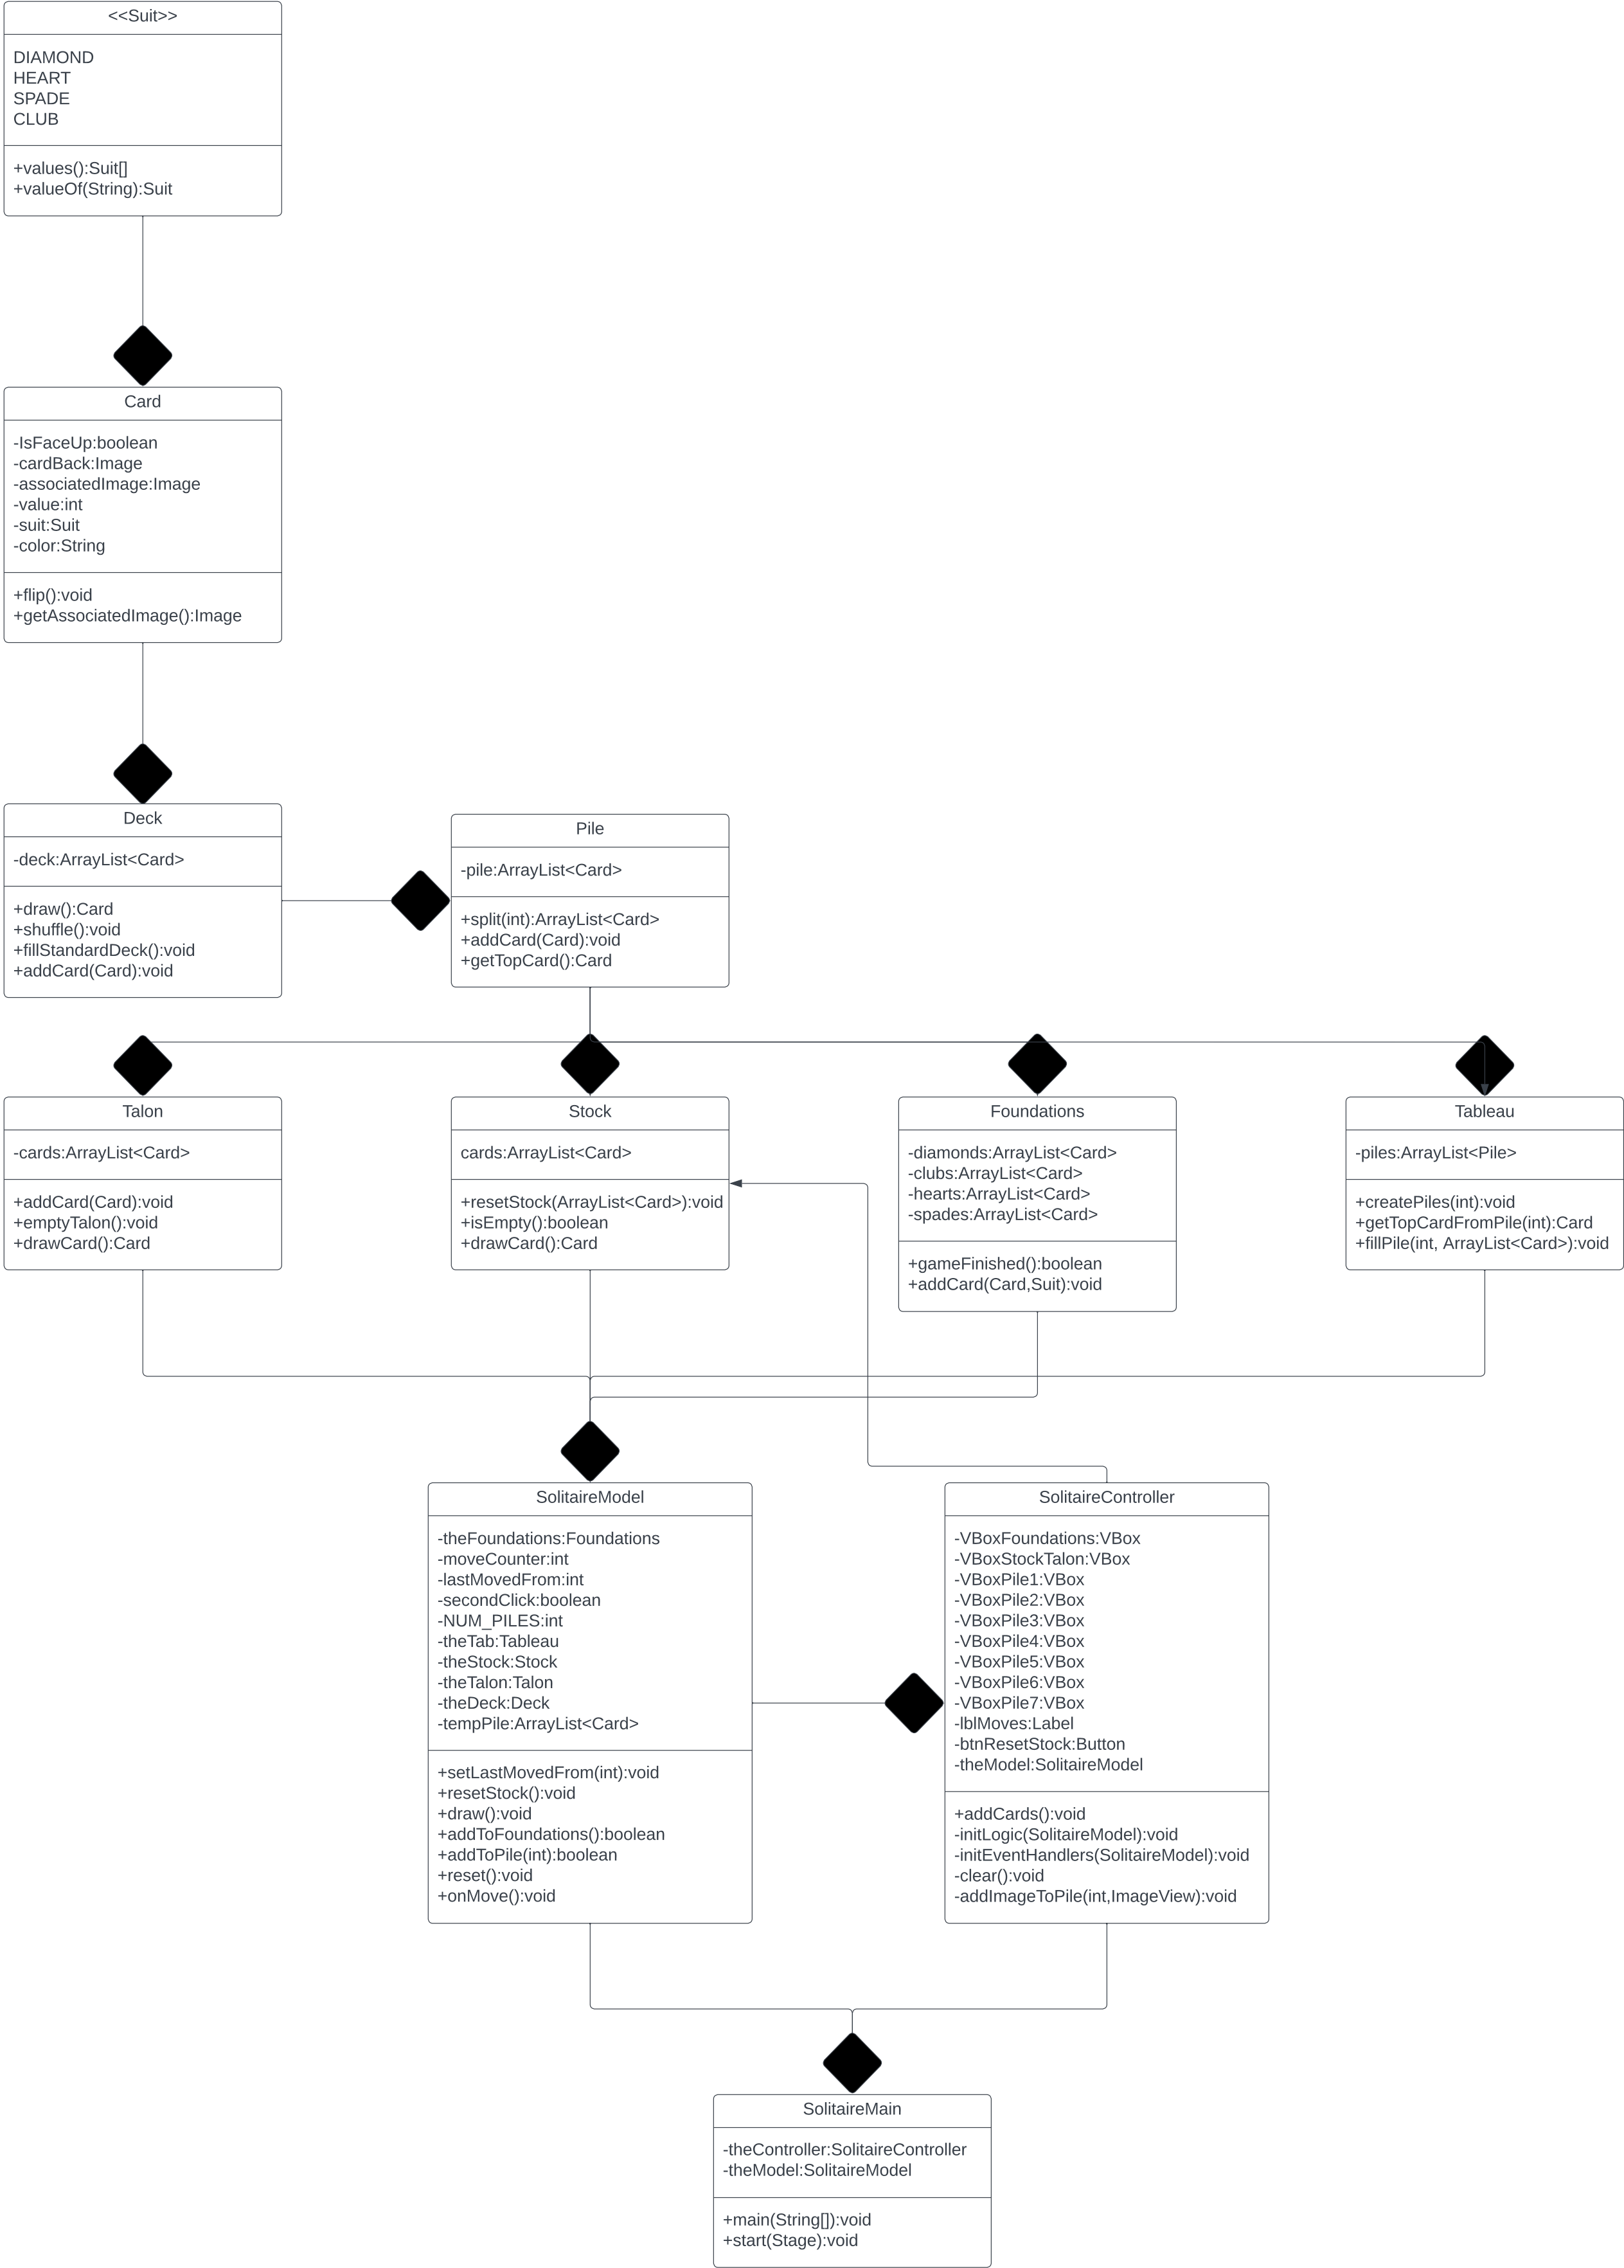 <<Suit>>
DIAMOND
HEART
SPADE
CLUB
+values():Suit[]
+valueOf(String):Suit
Card
-IsFaceUp:boolean
-cardBack:Image
-associatedImage:Image
-value:int
-suit:Suit
-color:String
+flip():void
+getAssociatedImage():Image
Deck
-deck:ArrayList<Card>
+draw():Card
+shuffle():void
+fillStandardDeck():void
+addCard(Card):void
Pile
-pile:ArrayList<Card>
+split(int):ArrayList<Card>
+addCard(Card):void
+getTopCard():Card
Talon
-cards:ArrayList<Card>
+addCard(Card):void
+emptyTalon():void
+drawCard():Card
Stock
cards:ArrayList<Card>
+resetStock(ArrayList<Card>):void
+isEmpty():boolean
+drawCard():Card
Foundations
-diamonds:ArrayList<Card>
-clubs:ArrayList<Card>
-hearts:ArrayList<Card>
-spades:ArrayList<Card>
+gameFinished():boolean
+addCard(Card,Suit):void
Tableau
-piles:ArrayList<Pile>
+createPiles(int):void
+getTopCardFromPile(int):Card
+fillPile(int, ArrayList<Card>):void
SolitaireModel
-theFoundations:Foundations
-moveCounter:int
-lastMovedFrom:int
-secondClick:boolean
-NUM_PILES:int
-theTab:Tableau
-theStock:Stock
-theTalon:Talon
-theDeck:Deck
-tempPile:ArrayList<Card>
+setLastMovedFrom(int):void
+resetStock():void
+draw():void
+addToFoundations():boolean
+addToPile(int):boolean
+reset():void
+onMove():void
SolitaireController
-VBoxFoundations:VBox
-VBoxStockTalon:VBox
-VBoxPile1:VBox
-VBoxPile2:VBox
-VBoxPile3:VBox
-VBoxPile4:VBox
-VBoxPile5:VBox
-VBoxPile6:VBox
-VBoxPile7:VBox
-lblMoves:Label
-btnResetStock:Button
-theModel:SolitaireModel
+addCards():void
-initLogic(SolitaireModel):void
-initEventHandlers(SolitaireModel):void
-clear():void
-addImageToPile(int,ImageView):void
SolitaireMain
-theController:SolitaireController
-theModel:SolitaireModel
+main(String[]):void
+start(Stage):void